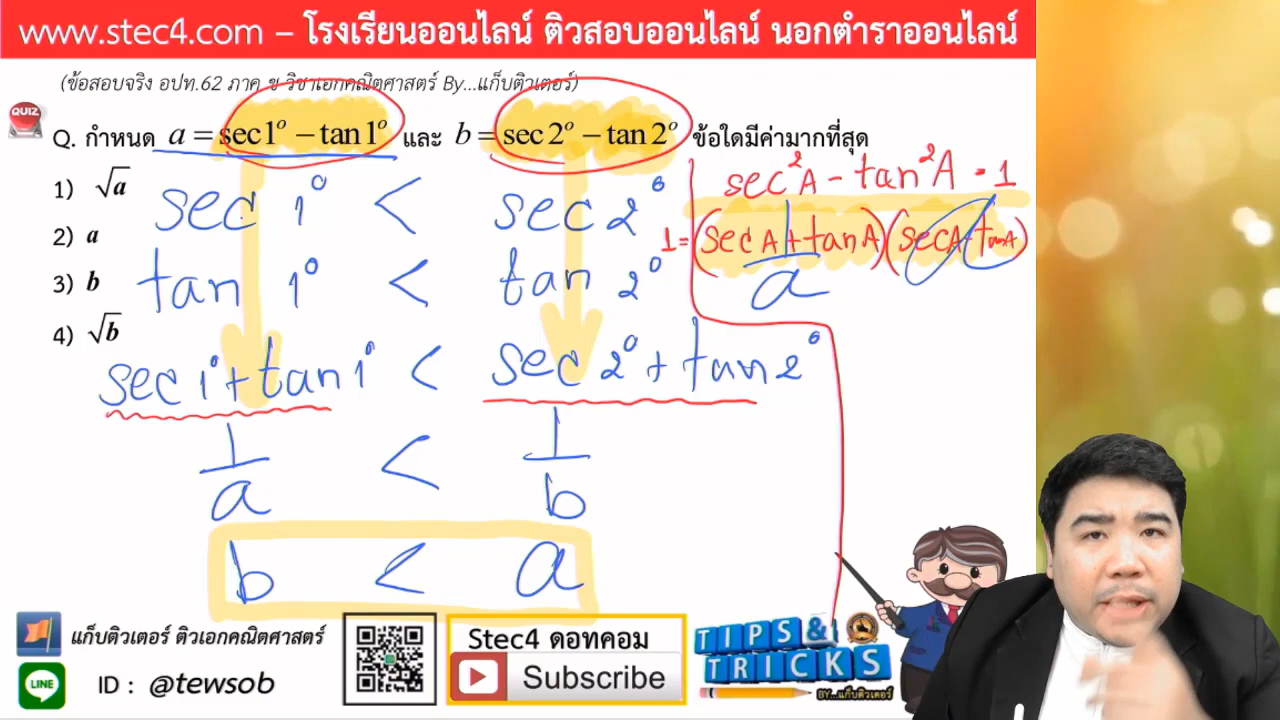 www.stec4.com – โรงเรียนออนไลน์ ติวสอบออนไลน์ นอกตำราออนไลน์
(ข้อสอบจริง อปท.62 ภาค ข วิชาเอกคณิตศาสตร์ By...แก็บติวเตอร์)
QUIZ
Q. กำหนด a = sec1° − tan1° และ b = sec2° − tan2° ข้อใดมีค่ามากที่สุด
1) √a
2) a
3) b
4) √b
sec 1° < sec 2°
tan 1° < tan 2°
sec 1° + tan 1° < sec 2° + tan 2°
1/a < 1/b
b < a
sec²A − tan²A = 1
1 = (sec A + tan A)(sec A − tan A)
1/a
แก็บติวเตอร์ ติวเอกคณิตศาสตร์
LINE
ID : @tewsob
Stec4 ดอทคอม
Subscribe
TIPS &
TRICKS
BY...แก็บติวเตอร์